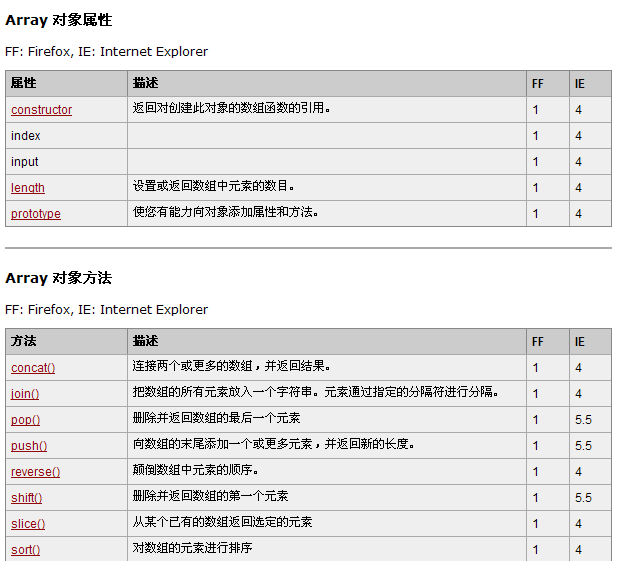 Array 对象属性
FF: Firefox, IE: Internet Explorer
属性 描述 FF IE
constructor 返回对创建此对象的数组函数的引用。 1 4
index 1 4
input 1 4
length 设置或返回数组中元素的数目。 1 4
prototype 使您有能力向对象添加属性和方法。 1 4
Array 对象方法
FF: Firefox, IE: Internet Explorer
方法 描述 FF IE
concat() 连接两个或更多的数组，并返回结果。 1 4
join() 把数组的所有元素放入一个字符串。元素通过指定的分隔符进行分隔。 1 4
pop() 删除并返回数组的最后一个元素 1 5.5
push() 向数组的末尾添加一个或更多元素，并返回新的长度。 1 5.5
reverse() 颠倒数组中元素的顺序。 1 4
shift() 删除并返回数组的第一个元素 1 5.5
slice() 从某个已有的数组返回选定的元素 1 4
sort() 对数组的元素进行排序 1 4